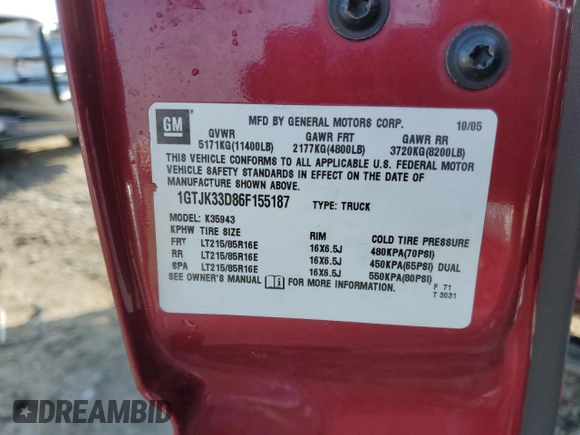 GM
MFD BY GENERAL MOTORS CORP. 10/05
GVWR GAWR FRT GAWR RR
5171KG(11400LB) 2177KG(4800LB) 3720KG(8200LB)
THIS VEHICLE CONFORMS TO ALL APPLICABLE U.S. FEDERAL MOTOR
VEHICLE SAFETY STANDARDS IN EFFECT ON THE DATE OF
MANUFACTURE SHOWN ABOVE.
1GTJK33D86F155187 TYPE: TRUCK
MODEL: K35943
KPHW TIRE SIZE RIM COLD TIRE PRESSURE
FRT LT215/85R16E 16X6.5J 480KPA(70PSI)
RR LT215/85R16E 16X6.5J 450KPA(65PSI) DUAL
SPA LT215/85R16E 16X6.5J 550KPA(80PSI)
SEE OWNER'S MANUAL FOR MORE INFORMATION.
F 71
T 3031
DREAMBID